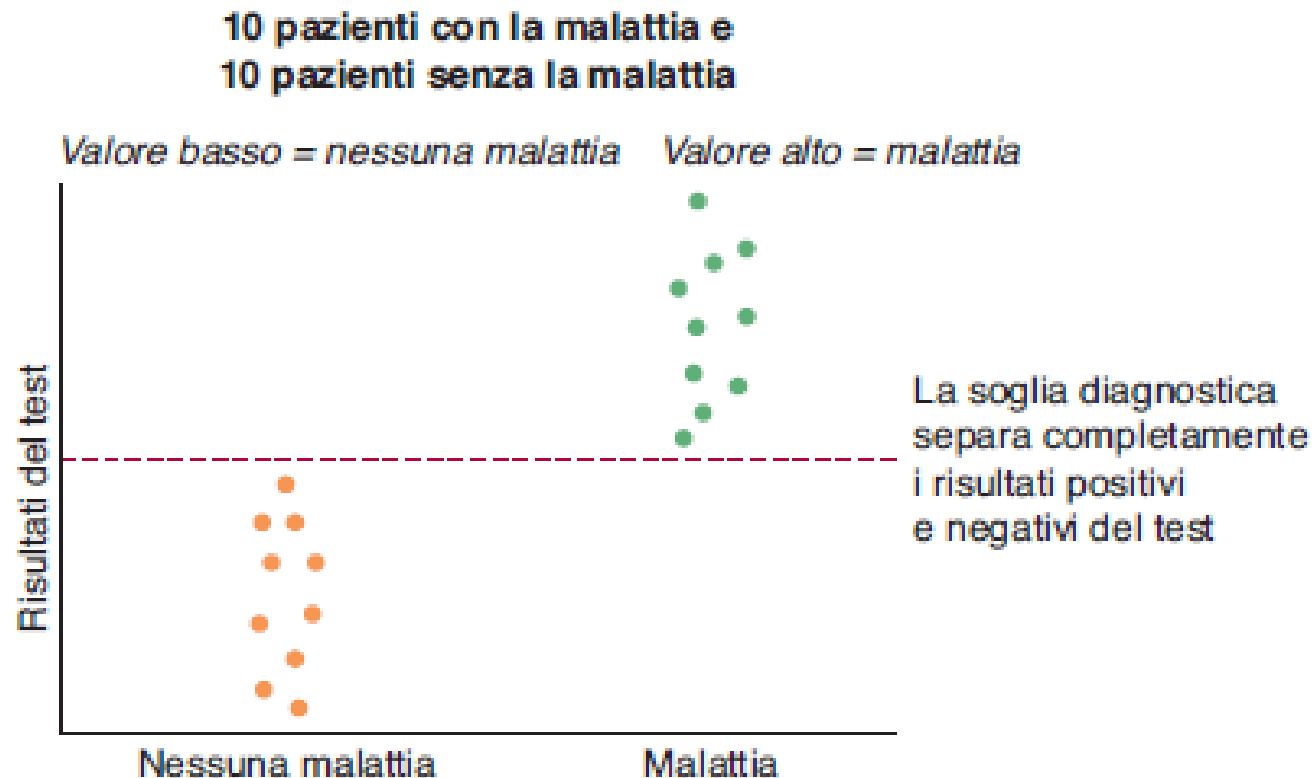 10 pazienti con la malattia e
10 pazienti senza la malattia
Valore basso = nessuna malattia
Valore alto = malattia
Risultati del test
La soglia diagnostica
separa completamente
i risultati positivi
e negativi del test
Nessuna malattia
Malattia